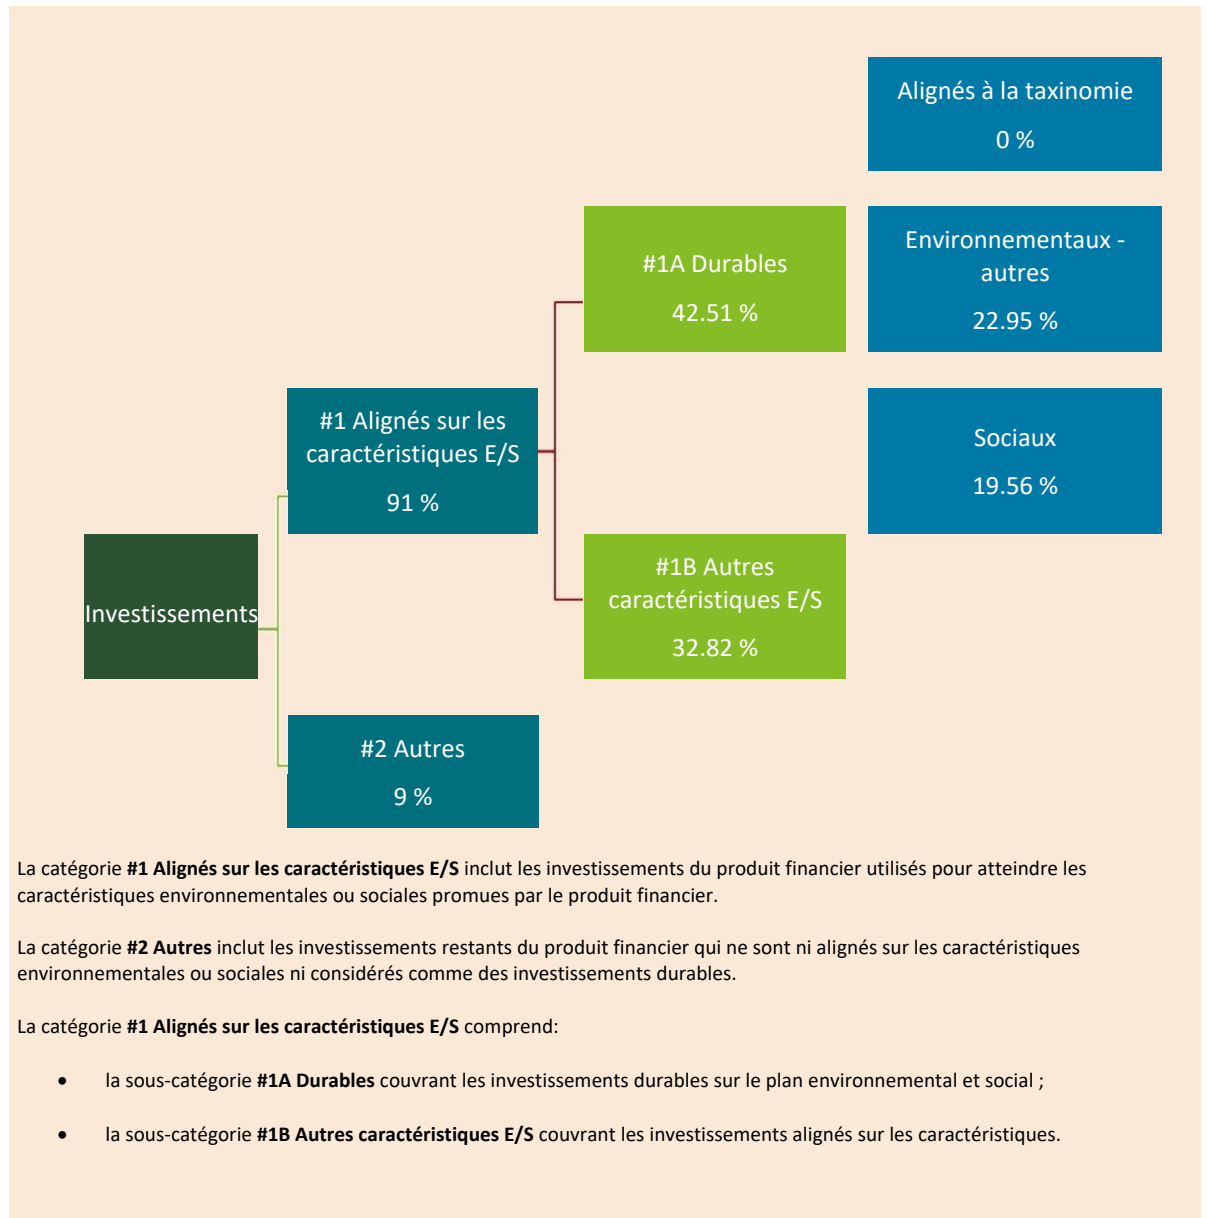 Alignés à la taxinomie
0 %
#1A Durables
42.51 %
Environnementaux -
autres
22.95 %
#1 Alignés sur les
caractéristiques E/S
91 %
Sociaux
19.56 %
Investissements
#1B Autres
caractéristiques E/S
32.82 %
#2 Autres
9 %
La catégorie #1 Alignés sur les caractéristiques E/S inclut les investissements du produit financier utilisés pour atteindre les
caractéristiques environnementales ou sociales promues par le produit financier.
La catégorie #2 Autres inclut les investissements restants du produit financier qui ne sont ni alignés sur les caractéristiques
environnementales ou sociales ni considérés comme des investissements durables.
La catégorie #1 Alignés sur les caractéristiques E/S comprend:
• la sous-catégorie #1A Durables couvrant les investissements durables sur le plan environnemental et social ;
• la sous-catégorie #1B Autres caractéristiques E/S couvrant les investissements alignés sur les caractéristiques.